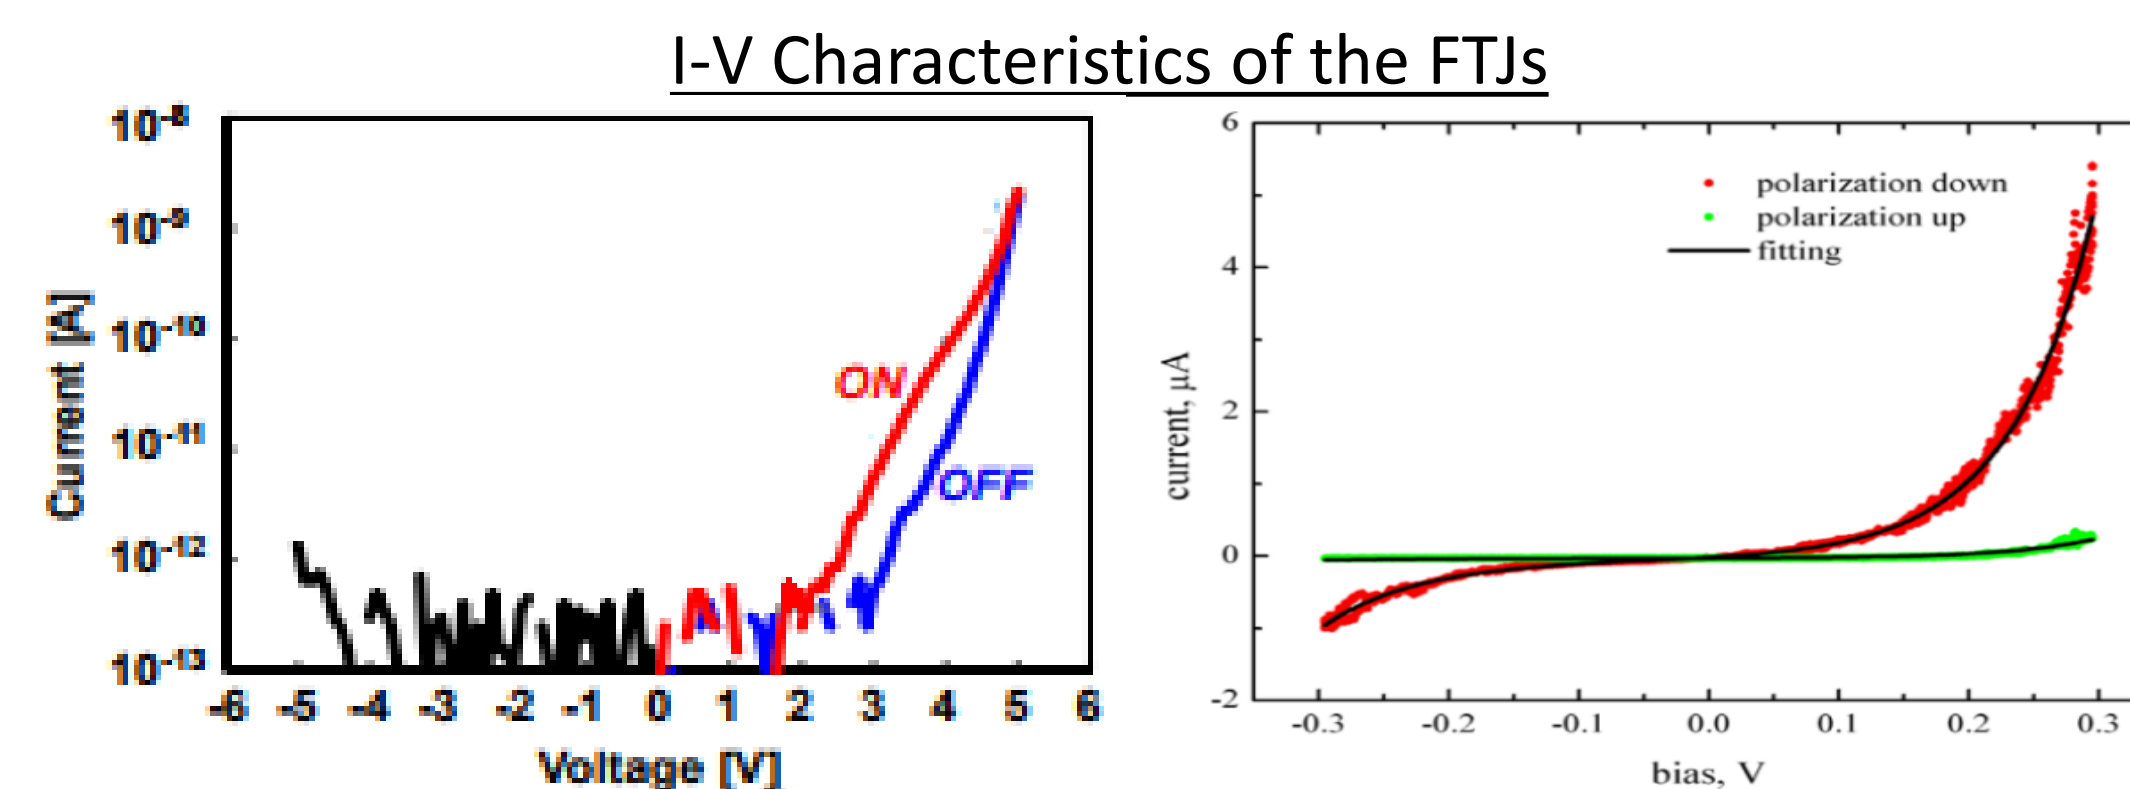 I-V Characteristics of the FTJs
10⁻⁸
10⁻⁹
10⁻¹⁰
10⁻¹¹
10⁻¹²
10⁻¹³
Current [A]
ON
OFF
-6 -5 -4 -3 -2 -1 0 1 2 3 4 5 6
Voltage [V]
6
4
2
0
-2
current, μA
polarization down
polarization up
fitting
-0.3 -0.2 -0.1 0.0 0.1 0.2 0.3
bias, V